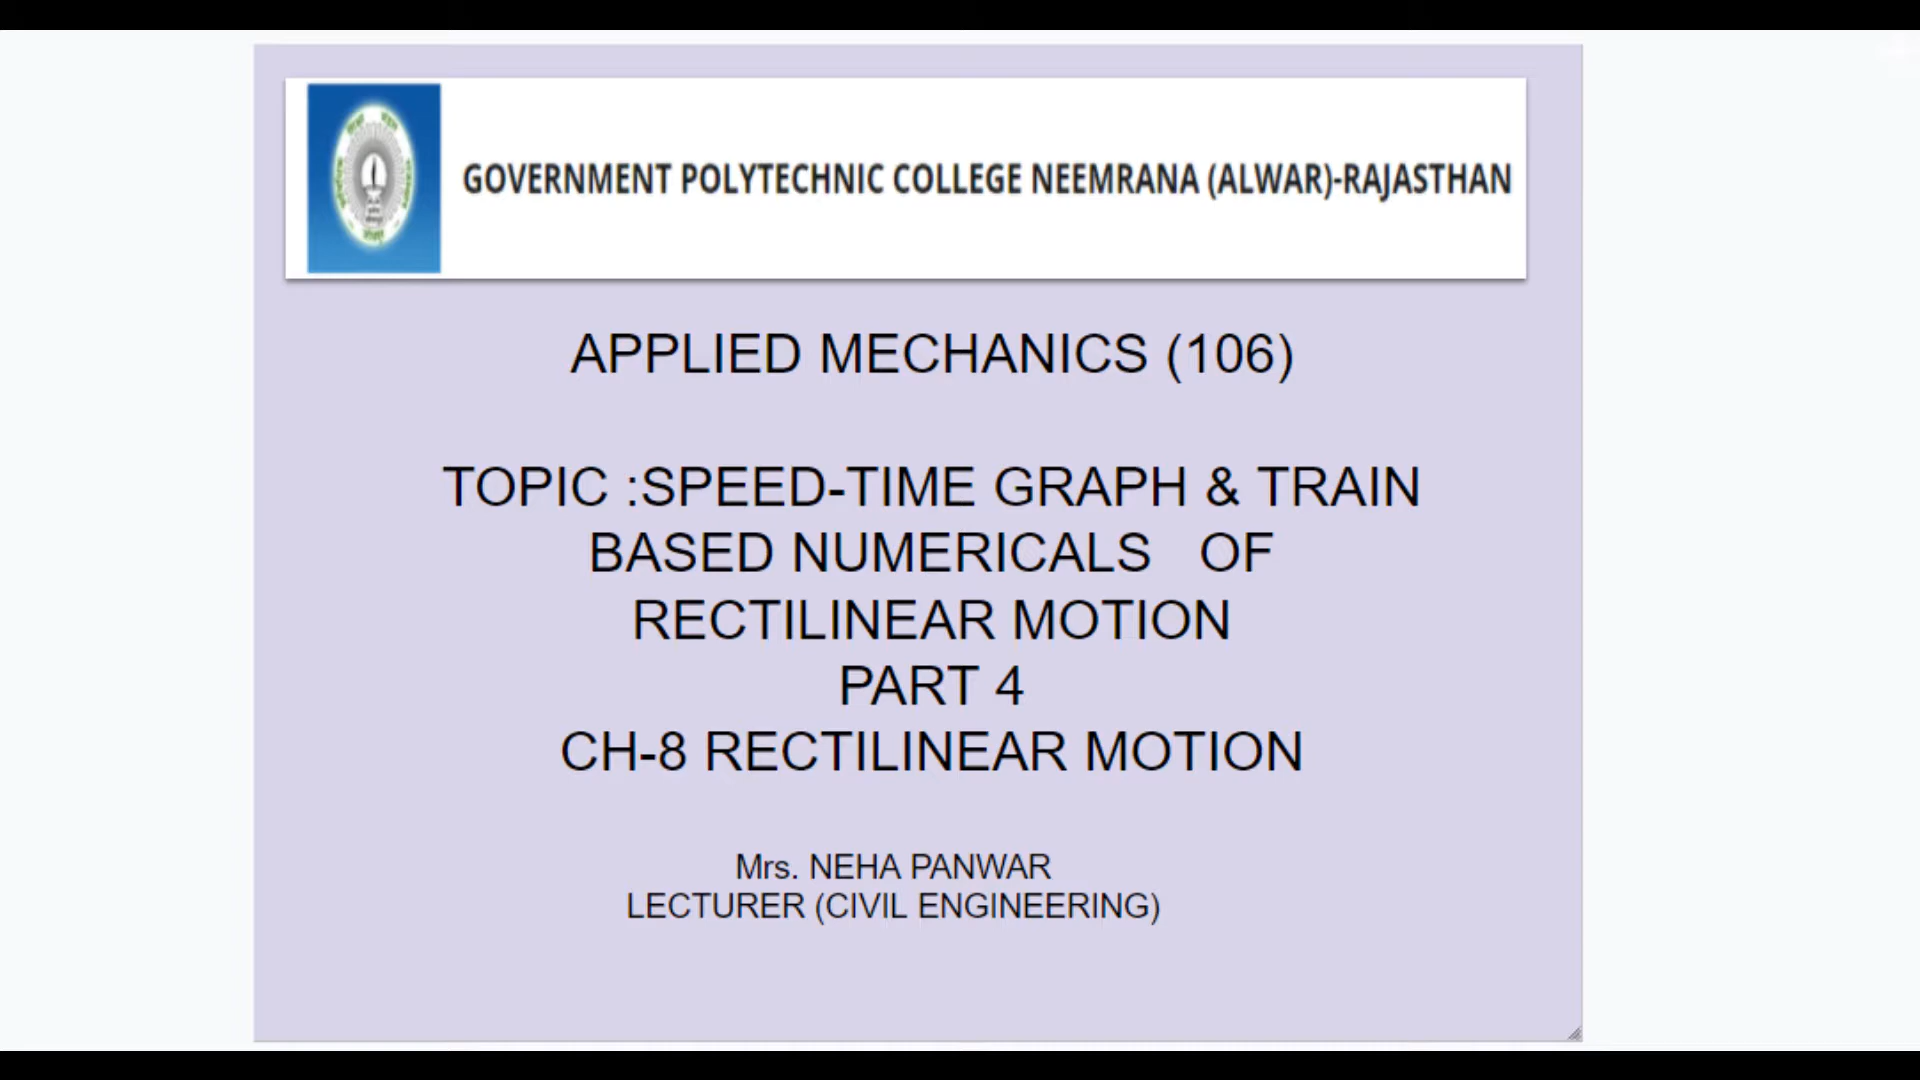 GOVERNMENT POLYTECHNIC COLLEGE NEEMRANA (ALWAR)-RAJASTHAN
APPLIED MECHANICS (106)
TOPIC :SPEED-TIME GRAPH & TRAIN
BASED NUMERICALS OF
RECTILINEAR MOTION
PART 4
CH-8 RECTILINEAR MOTION
Mrs. NEHA PANWAR
LECTURER (CIVIL ENGINEERING)